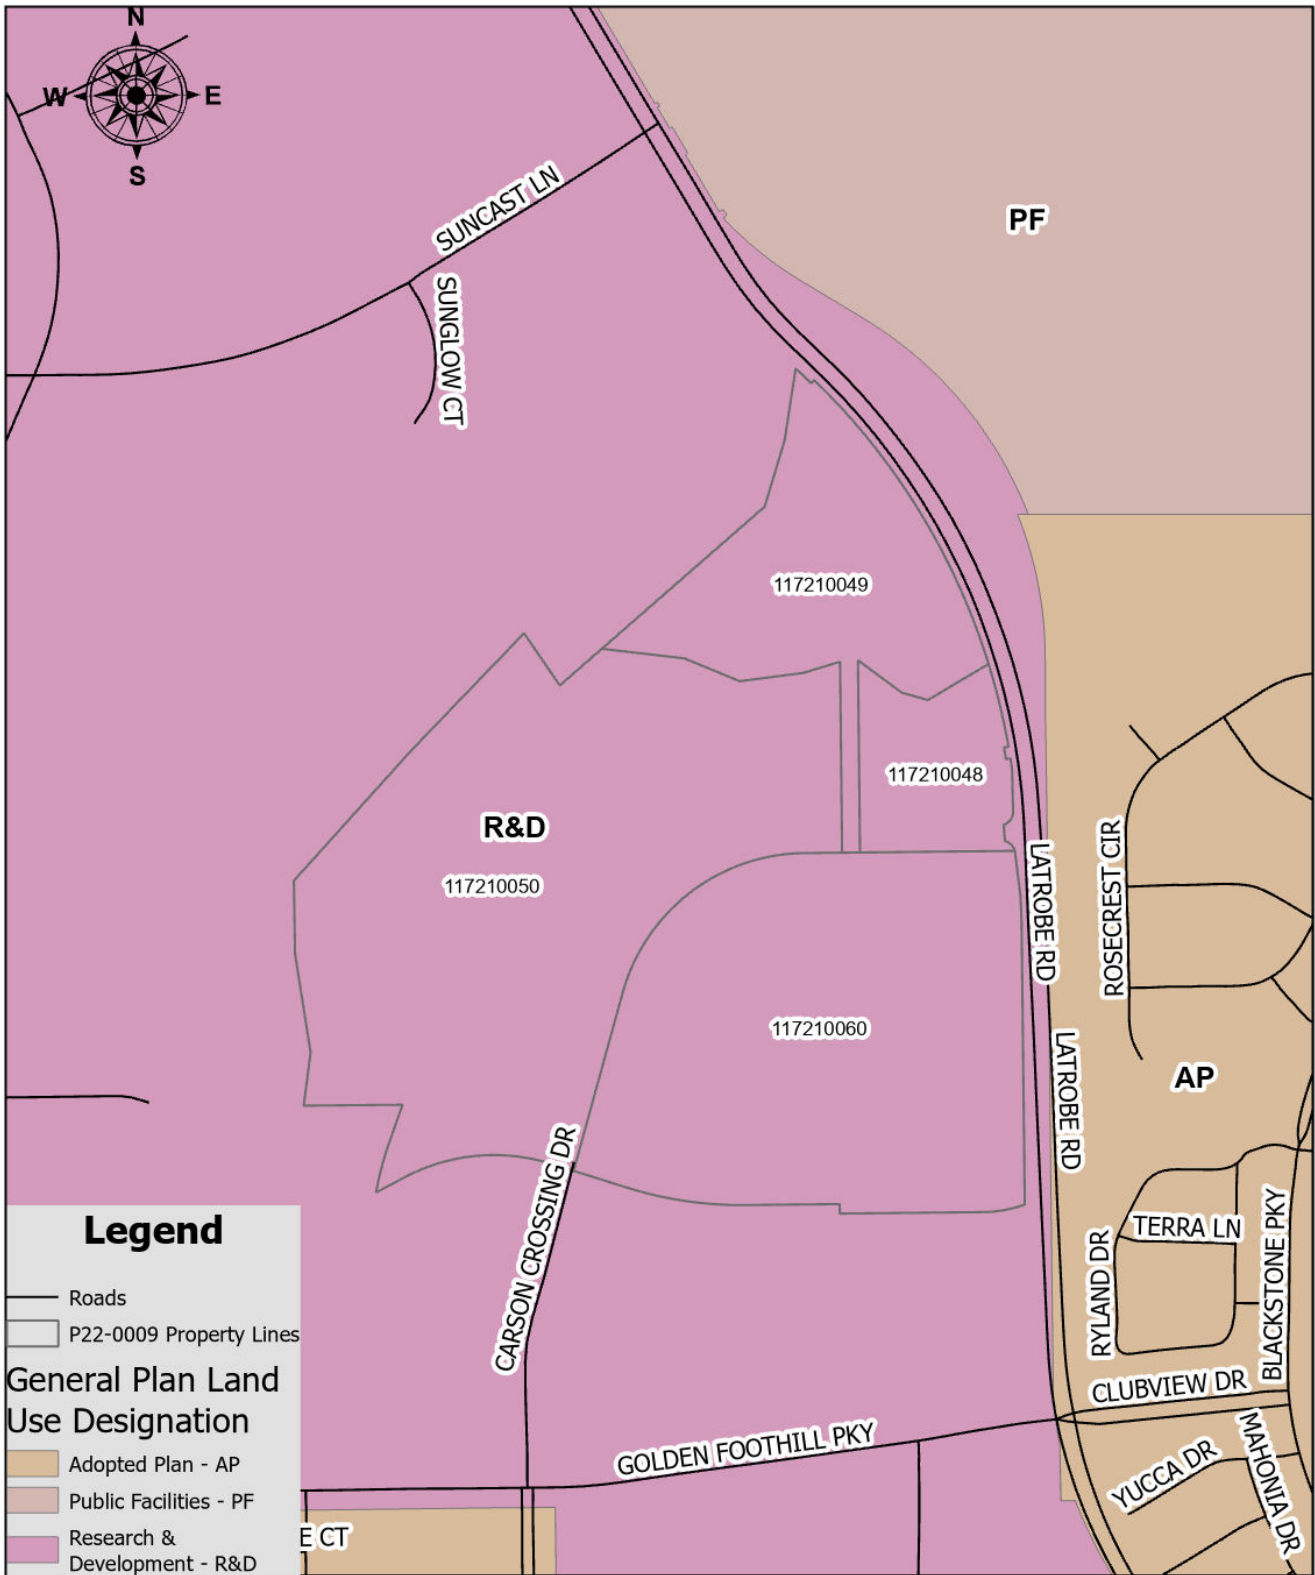 N
W
E
S
SUNCAST LN
PF
SUNGLOW CT
117210049
117210048
R&D
117210050
LATROBE RD
ROSECREST CIR
117210060
LATROBE RD
AP
CARSON CROSSING DR
TERRA LN
RYLAND DR
BLACKSTONE PKY
CLUBVIEW DR
GOLDEN FOOTHILL PKY
YUCCA DR
MAHONIA DR
Legend
Roads
P22-0009 Property Lines
General Plan Land
Use Designation
Adopted Plan - AP
Public Facilities - PF
Research &
Development - R&D
E CT